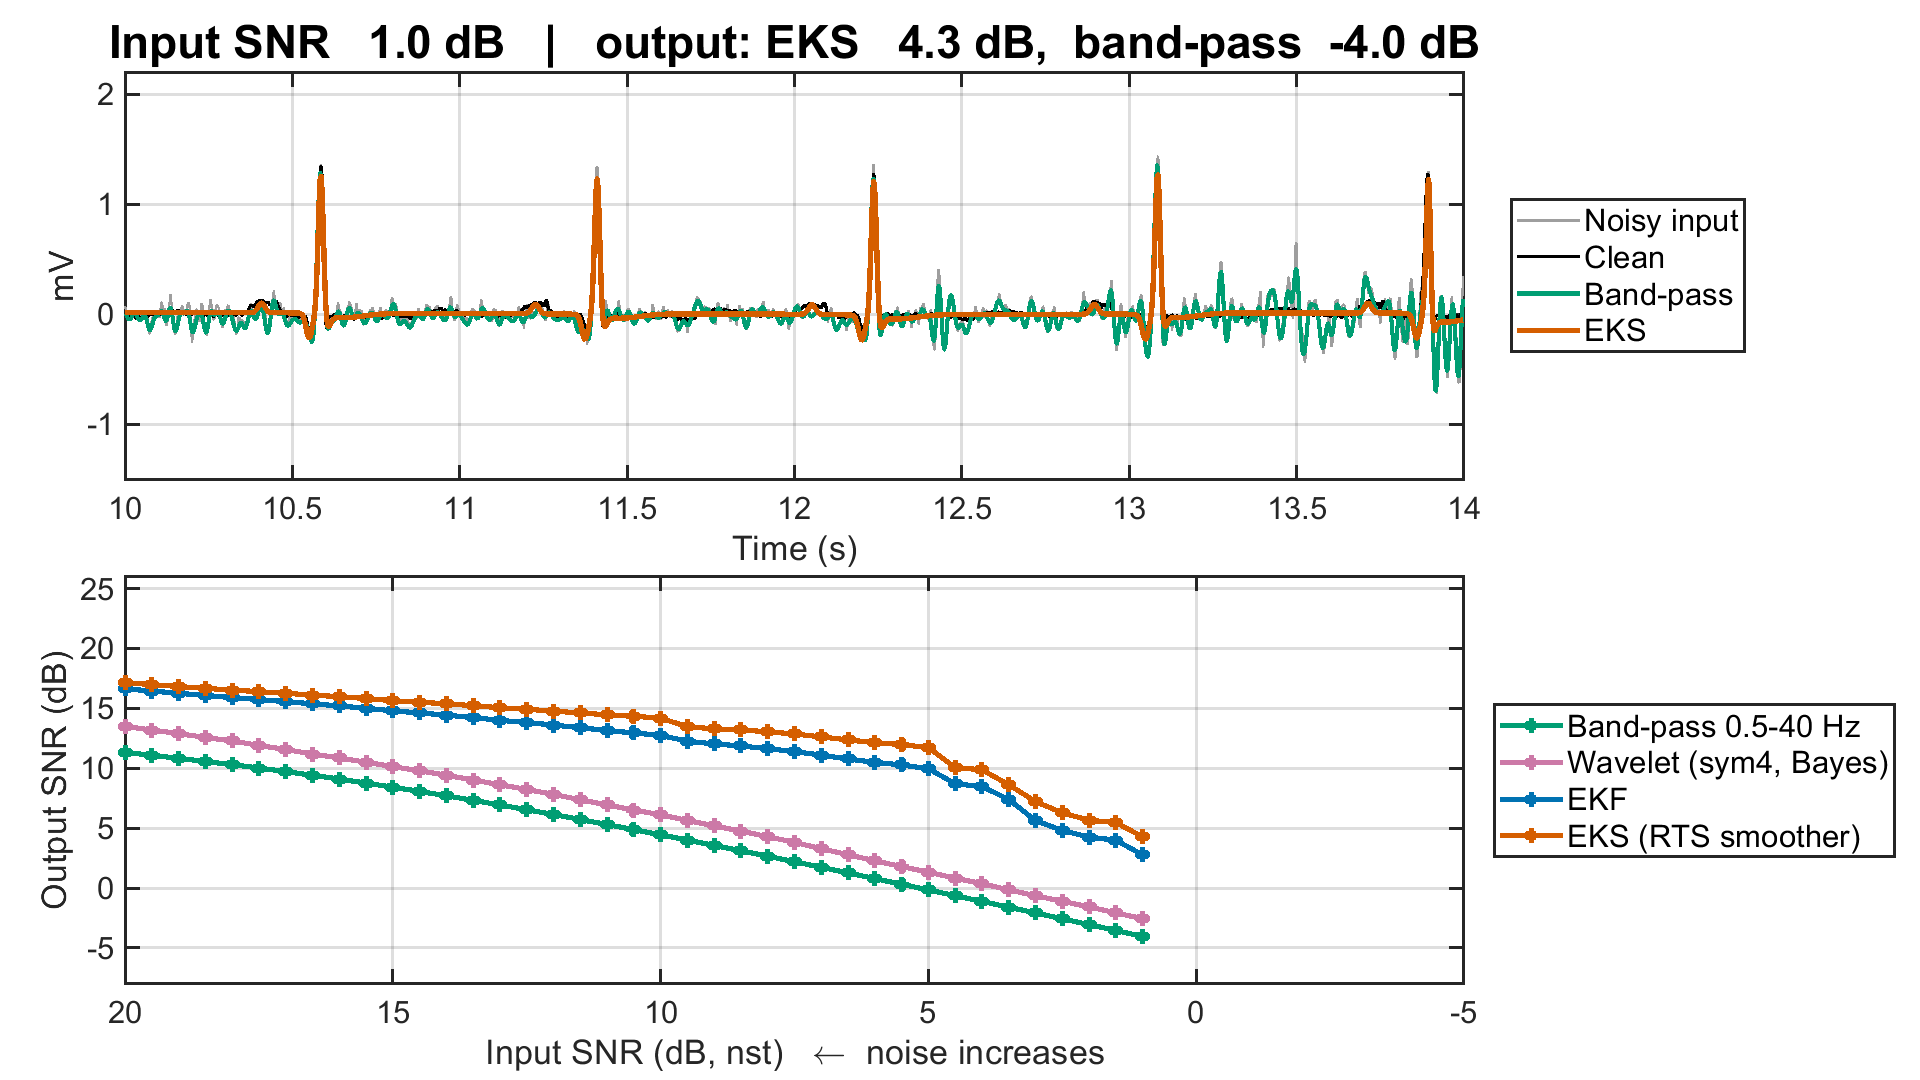 Input SNR   1.0 dB   |   output: EKS   4.3 dB,  band-pass  -4.0 dB
2
1
0
-1
mV
10
10.5
11
11.5
12
12.5
13
13.5
14
Time (s)
Noisy input
Clean
Band-pass
EKS
25
20
15
10
5
0
-5
Output SNR (dB)
20
15
10
5
0
-5
Input SNR (dB, nst)   ←  noise increases
Band-pass 0.5-40 Hz
Wavelet (sym4, Bayes)
EKF
EKS (RTS smoother)